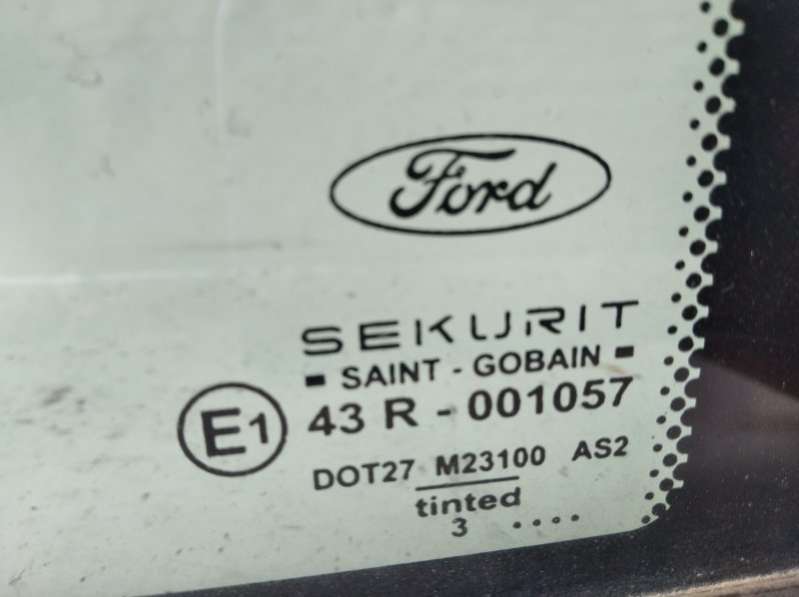 Ford
SEKURIT
SAINT - GOBAIN
E1 43 R - 001057
DOT27 M23100 AS2
tinted
3 ....